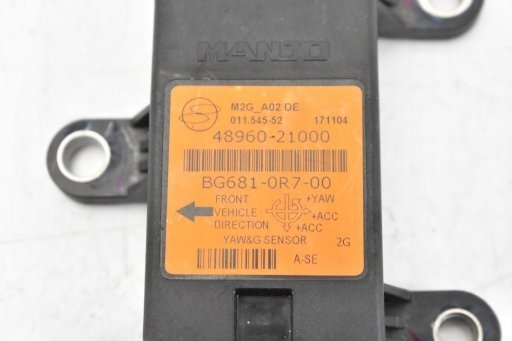 MANDO
M2G_A02 DE
011.545-52 171104
48960-21000
BG681-0R7-00
FRONT +YAW
VEHICLE +ACC
DIRECTION +ACC
YAW&G SENSOR 2G
A-SE